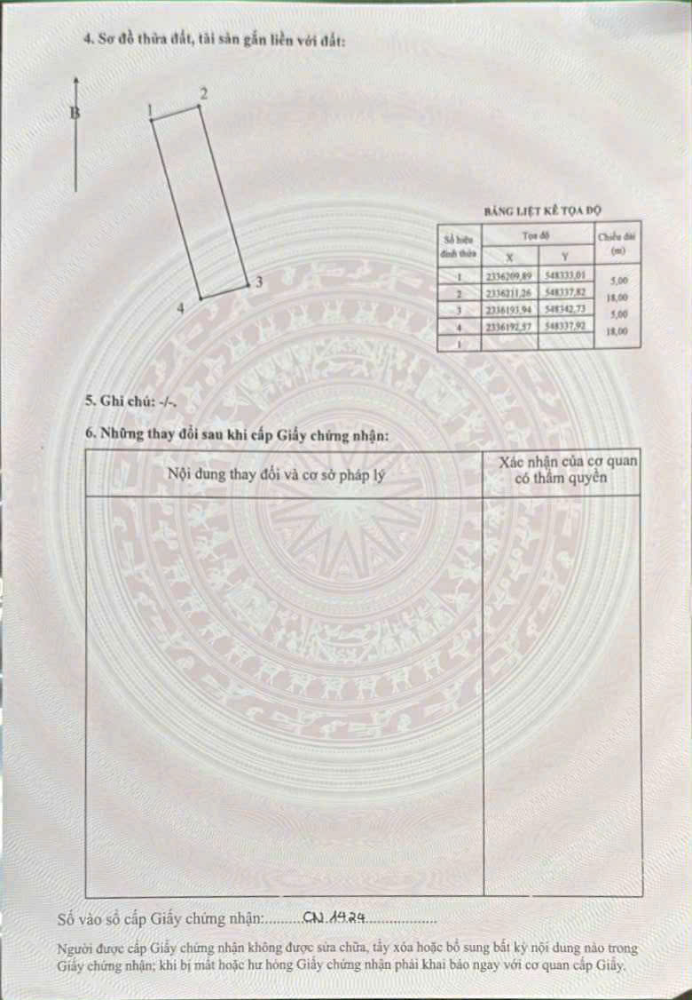 4. Sơ đồ thửa đất, tài sản gắn liền với đất:
B
1
2
3
4
BẢNG LIỆT KÊ TỌA ĐỘ
Số hiệu đỉnh thửa Tọa độ Chiều dài (m)
X Y
1 2336209,89 548333,01
5,00
2 2336211,26 548337,82
18,00
3 2336193,94 548342,73
5,00
4 2336192,57 548337,92
18,00
1
5. Ghi chú: -/-.
6. Những thay đổi sau khi cấp Giấy chứng nhận:
Nội dung thay đổi và cơ sở pháp lý
Xác nhận của cơ quan
có thẩm quyền
Số vào sổ cấp Giấy chứng nhận:..........CN 1424....................
Người được cấp Giấy chứng nhận không được sửa chữa, tẩy xóa hoặc bổ sung bất kỳ nội dung nào trong
Giấy chứng nhận; khi bị mất hoặc hư hỏng Giấy chứng nhận phải khai báo ngay với cơ quan cấp Giấy.